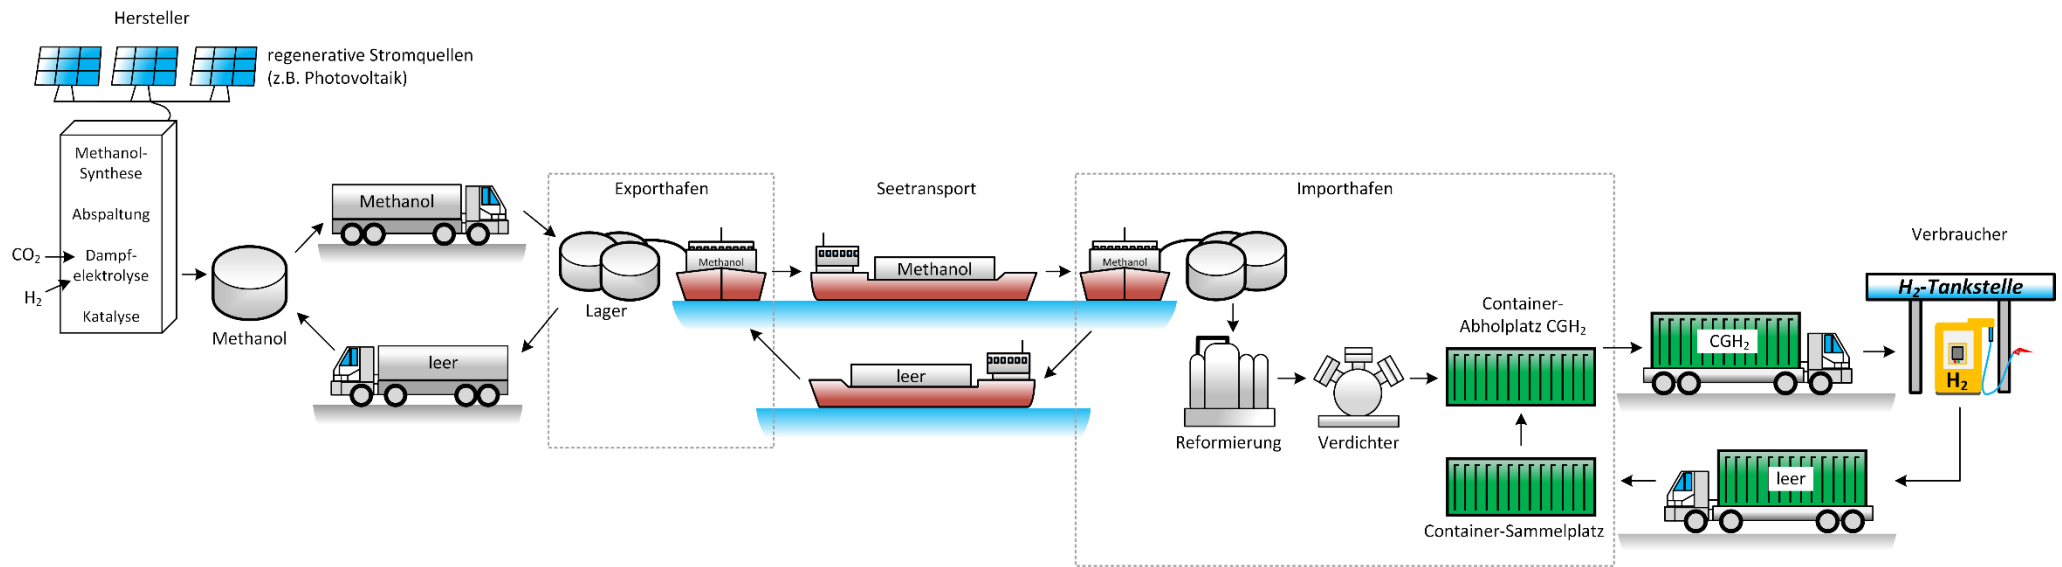 Hersteller
regenerative Stromquellen
(z.B. Photovoltaik)
Methanol-
Synthese
Abspaltung
CO₂
Dampf-
elektrolyse
H₂
Katalyse
Methanol
Methanol
leer
Exporthafen
Methanol
Lager
Seetransport
Methanol
leer
Importhafen
Methanol
Reformierung
Verdichter
Container-
Abholplatz CGH₂
Container-Sammelplatz
CGH₂
leer
Verbraucher
H₂-Tankstelle
H₂